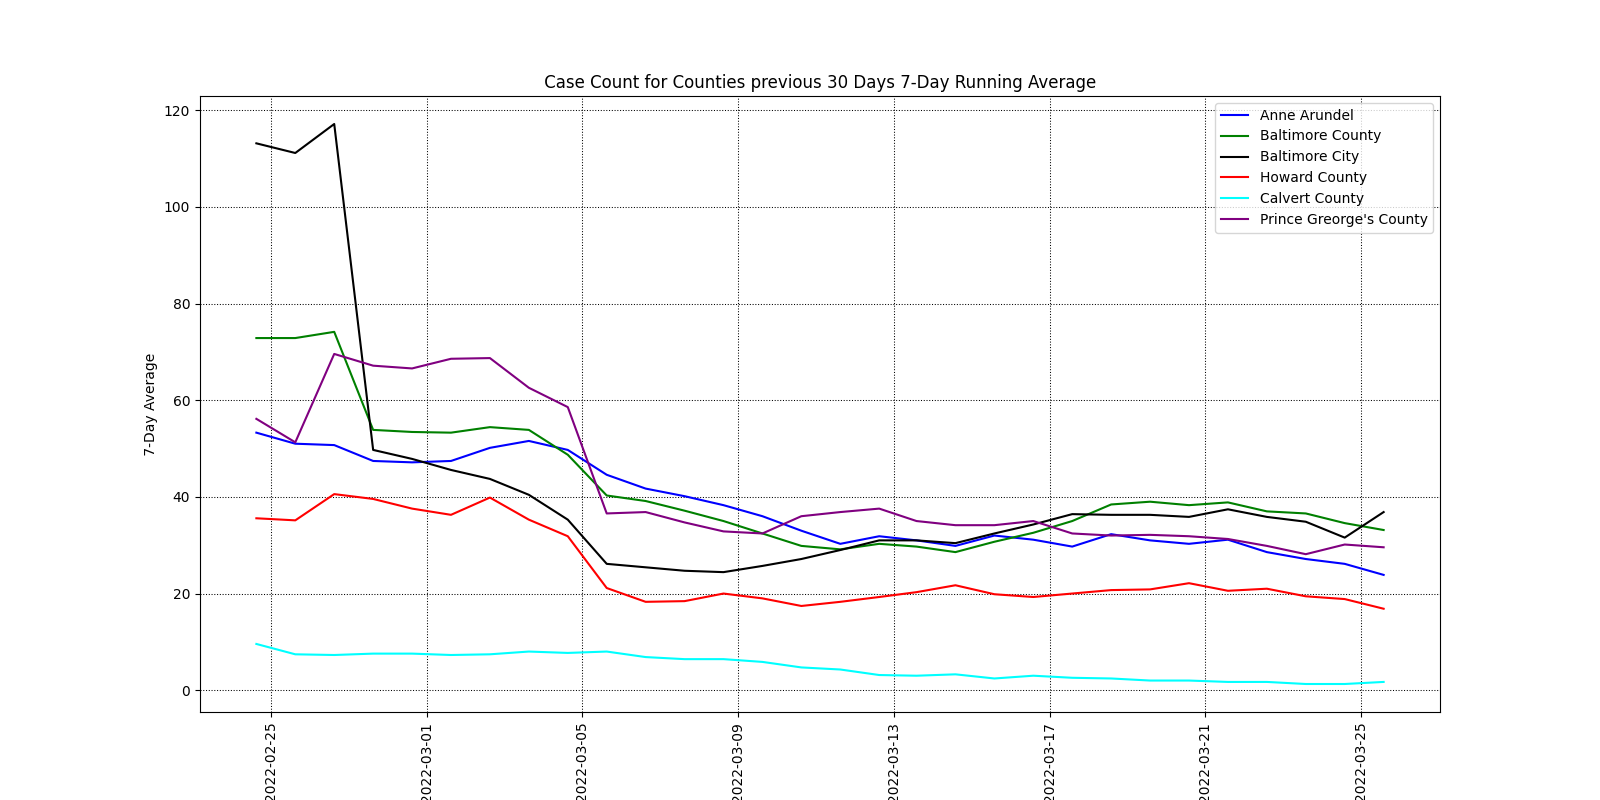 Case Count for Counties previous 30 Days 7-Day Running Average
120
100
80
60
40
20
0
7-Day Average
Anne Arundel
Baltimore County
Baltimore City
Howard County
Calvert County
Prince Greorge's County
2022-02-25
2022-03-01
2022-03-05
2022-03-09
2022-03-13
2022-03-17
2022-03-21
2022-03-25